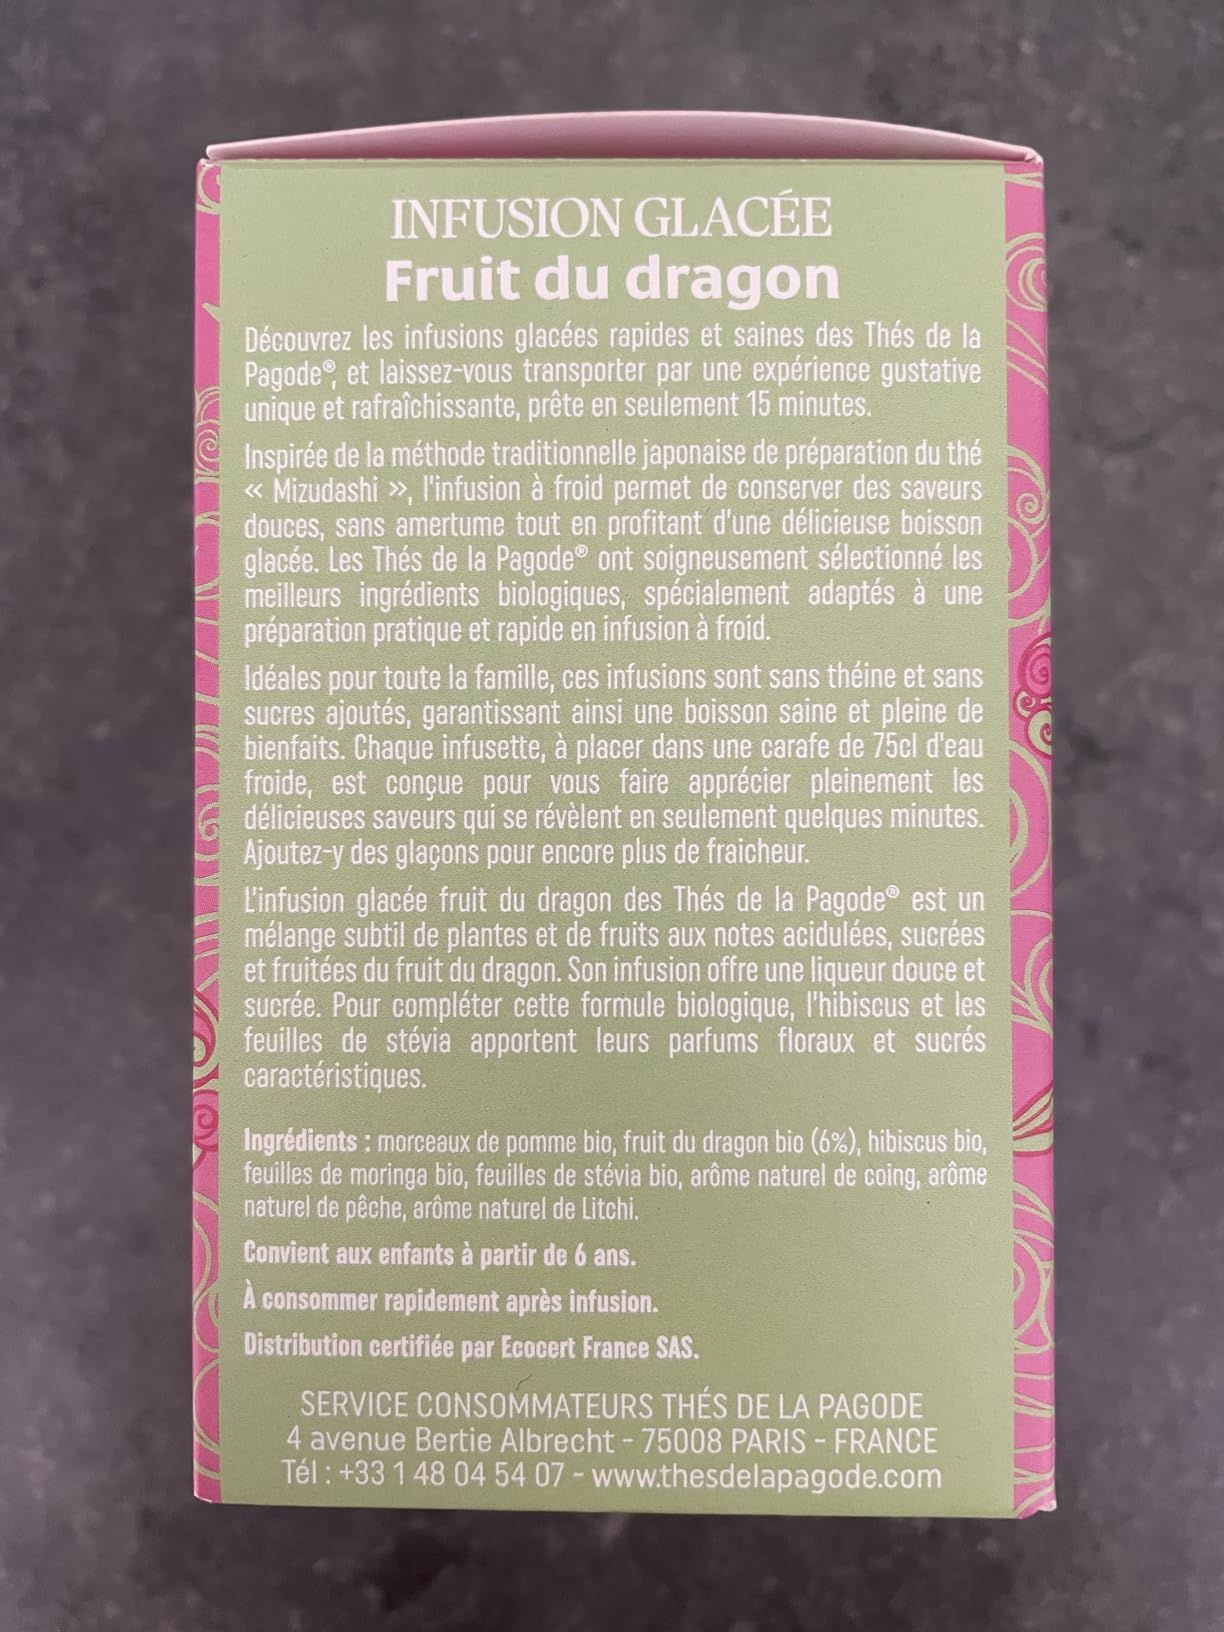 INFUSION GLACÉE
Fruit du dragon
Découvrez les infusions glacées rapides et saines des Thés de la
Pagode®, et laissez-vous transporter par une expérience gustative
unique et rafraîchissante, prête en seulement 15 minutes.
Inspirée de la méthode traditionnelle japonaise de préparation du thé
« Mizudashi », l'infusion à froid permet de conserver des saveurs
douces, sans amertume tout en profitant d'une délicieuse boisson
glacée. Les Thés de la Pagode® ont soigneusement sélectionné les
meilleurs ingrédients biologiques, spécialement adaptés à une
préparation pratique et rapide en infusion à froid.
Idéales pour toute la famille, ces infusions sont sans théine et sans
sucres ajoutés, garantissant ainsi une boisson saine et pleine de
bienfaits. Chaque infusette, à placer dans une carafe de 75cl d'eau
froide, est conçue pour vous faire apprécier pleinement les
délicieuses saveurs qui se révèlent en seulement quelques minutes.
Ajoutez-y des glaçons pour encore plus de fraicheur.
L'infusion glacée fruit du dragon des Thés de la Pagode® est un
mélange subtil de plantes et de fruits aux notes acidulées, sucrées
et fruitées du fruit du dragon. Son infusion offre une liqueur douce et
sucrée. Pour compléter cette formule biologique, l'hibiscus et les
feuilles de stévia apportent leurs parfums floraux et sucrés
caractéristiques.
Ingrédients : morceaux de pomme bio, fruit du dragon bio (6%), hibiscus bio,
feuilles de moringa bio, feuilles de stévia bio, arôme naturel de coing, arôme
naturel de pêche, arôme naturel de Litchi.
Convient aux enfants à partir de 6 ans.
À consommer rapidement après infusion.
Distribution certifiée par Ecocert France SAS.
SERVICE CONSOMMATEURS THÉS DE LA PAGODE
4 avenue Bertie Albrecht - 75008 PARIS - FRANCE
Tél : +33 1 48 04 54 07 - www.thesdelapagode.com